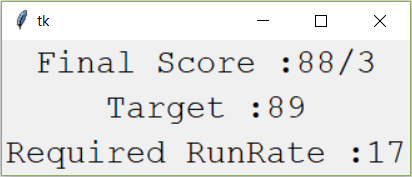 tk
Final Score :88/3
Target :89
Required RunRate :17